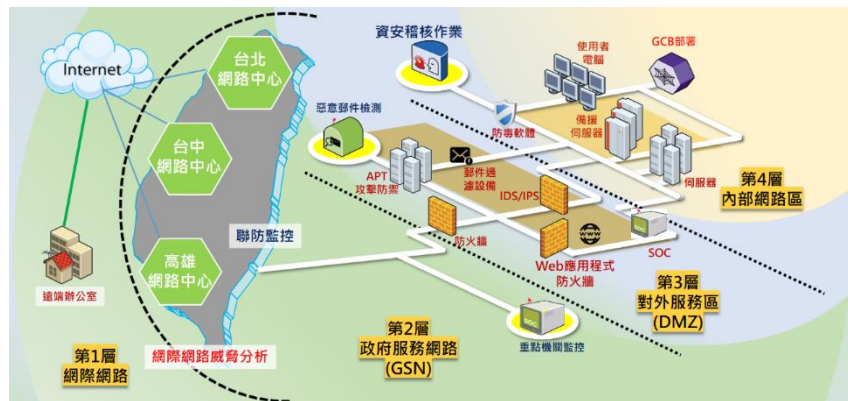 資安稽核作業
使用者
電腦
GCB部署
Internet
台北
網路中心
惡意郵件檢測
防毒軟體
備援
伺服器
台中
網路中心
APT
攻擊防禦
郵件過
濾設備
IDS/IPS
伺服器
第4層
內部網路區
聯防監控
防火牆
www
SOC
高雄
網路中心
Web應用程式
防火牆
遠端辦公室
第3層
對外服務區
(DMZ)
SOC
重點機關監控
第1層
網際網路
網際網路威脅分析
第2層
政府服務網路
(GSN)